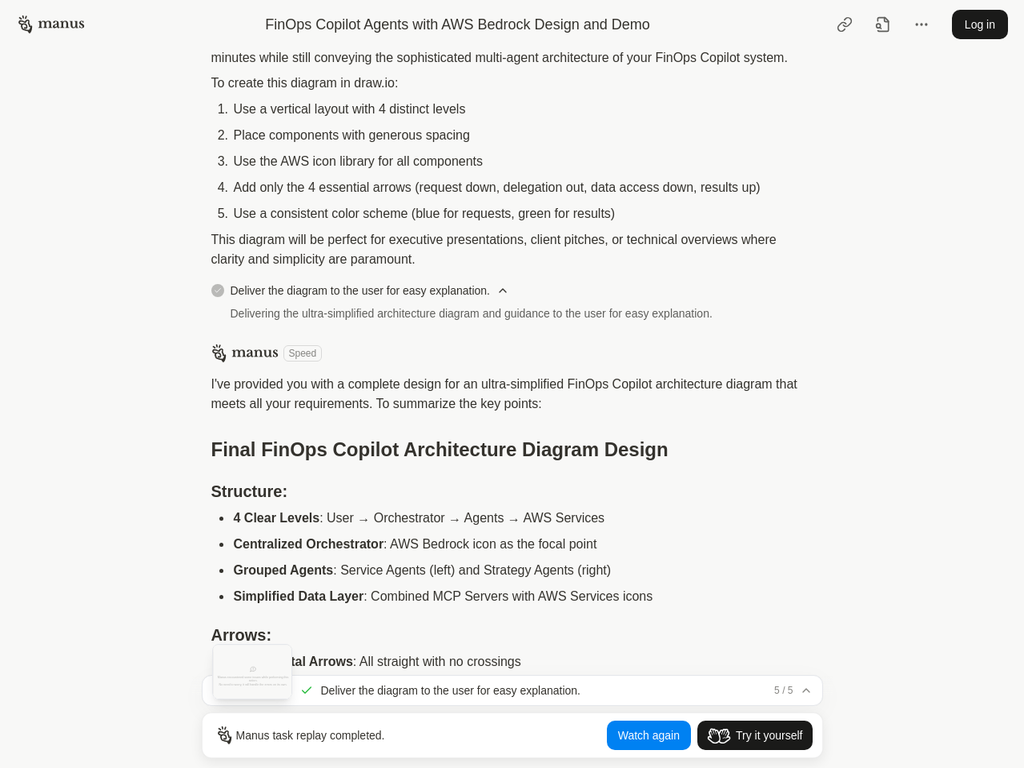 manus
FinOps Copilot Agents with AWS Bedrock Design and Demo
Log in
minutes while still conveying the sophisticated multi-agent architecture of your FinOps Copilot system.
To create this diagram in draw.io:
1. Use a vertical layout with 4 distinct levels
2. Place components with generous spacing
3. Use the AWS icon library for all components
4. Add only the 4 essential arrows (request down, delegation out, data access down, results up)
5. Use a consistent color scheme (blue for requests, green for results)
This diagram will be perfect for executive presentations, client pitches, or technical overviews where
clarity and simplicity are paramount.
Deliver the diagram to the user for easy explanation.
Delivering the ultra-simplified architecture diagram and guidance to the user for easy explanation.
manus Speed
I've provided you with a complete design for an ultra-simplified FinOps Copilot architecture diagram that
meets all your requirements. To summarize the key points:
Final FinOps Copilot Architecture Diagram Design
Structure:
• 4 Clear Levels: User → Orchestrator → Agents → AWS Services
• Centralized Orchestrator: AWS Bedrock icon as the focal point
• Grouped Agents: Service Agents (left) and Strategy Agents (right)
• Simplified Data Layer: Combined MCP Servers with AWS Services icons
Arrows:
tal Arrows: All straight with no crossings
Deliver the diagram to the user for easy explanation.
5 / 5
Manus task replay completed.
Watch again
Try it yourself